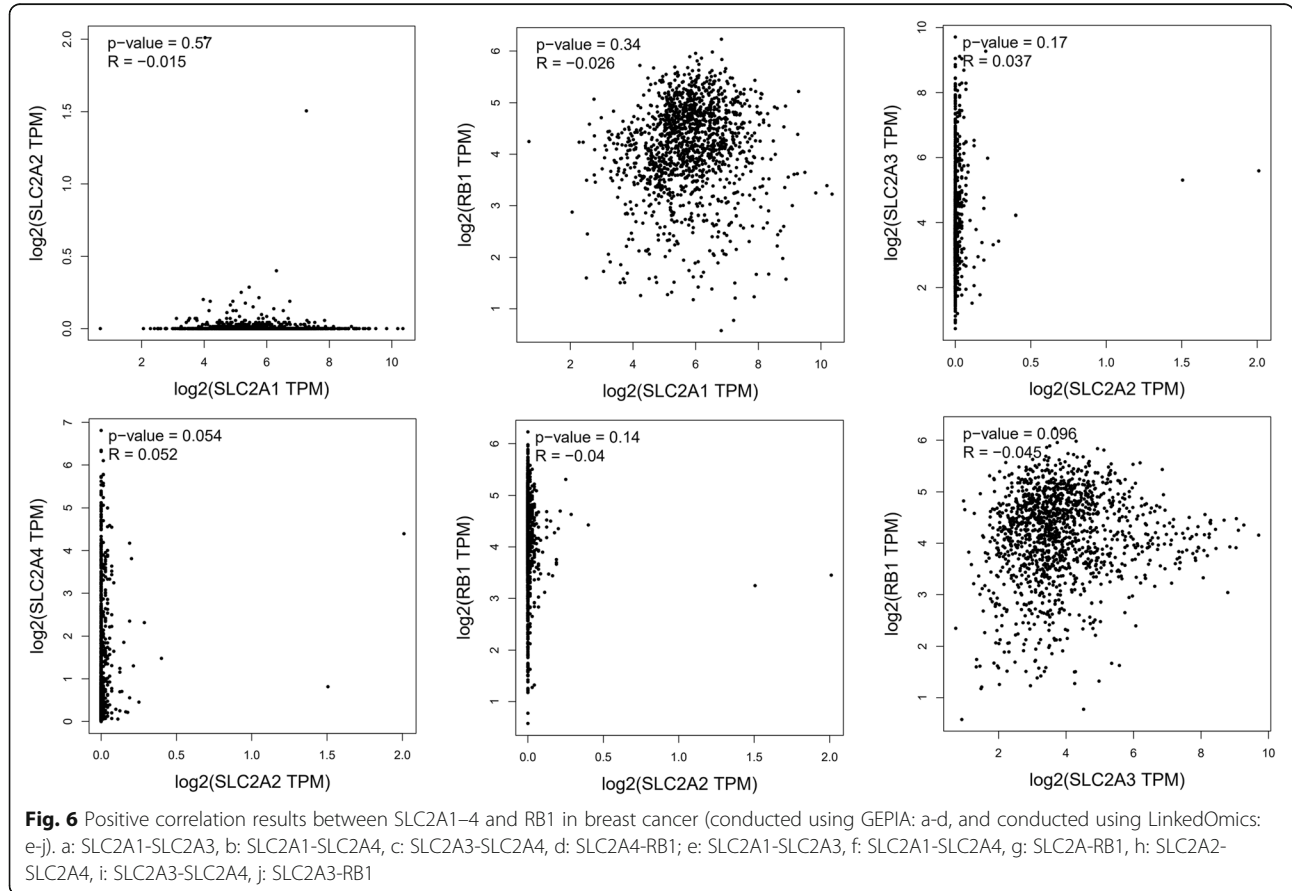 p−value = 0.57
R = −0.015
log2(SLC2A2 TPM)
2.0
1.5
1.0
0.5
0.0
2 4 6 8 10
log2(SLC2A1 TPM)
p−value = 0.34
R = −0.026
log2(RB1 TPM)
6
5
4
3
2
1
2 4 6 8 10
log2(SLC2A1 TPM)
p−value = 0.17
R = 0.037
log2(SLC2A3 TPM)
10
8
6
4
2
0.0 0.5 1.0 1.5 2.0
log2(SLC2A2 TPM)
p−value = 0.054
R = 0.052
log2(SLC2A4 TPM)
7
6
5
4
3
2
1
0
0.0 0.5 1.0 1.5 2.0
log2(SLC2A2 TPM)
p−value = 0.14
R = −0.04
log2(RB1 TPM)
6
5
4
3
2
1
0.0 0.5 1.0 1.5 2.0
log2(SLC2A2 TPM)
p−value = 0.096
R = −0.045
log2(RB1 TPM)
6
5
4
3
2
1
2 4 6 8 10
log2(SLC2A3 TPM)
Fig. 6 Positive correlation results between SLC2A1–4 and RB1 in breast cancer (conducted using GEPIA: a-d, and conducted using LinkedOmics:
e-j). a: SLC2A1-SLC2A3, b: SLC2A1-SLC2A4, c: SLC2A3-SLC2A4, d: SLC2A4-RB1; e: SLC2A1-SLC2A3, f: SLC2A1-SLC2A4, g: SLC2A-RB1, h: SLC2A2-
SLC2A4, i: SLC2A3-SLC2A4, j: SLC2A3-RB1